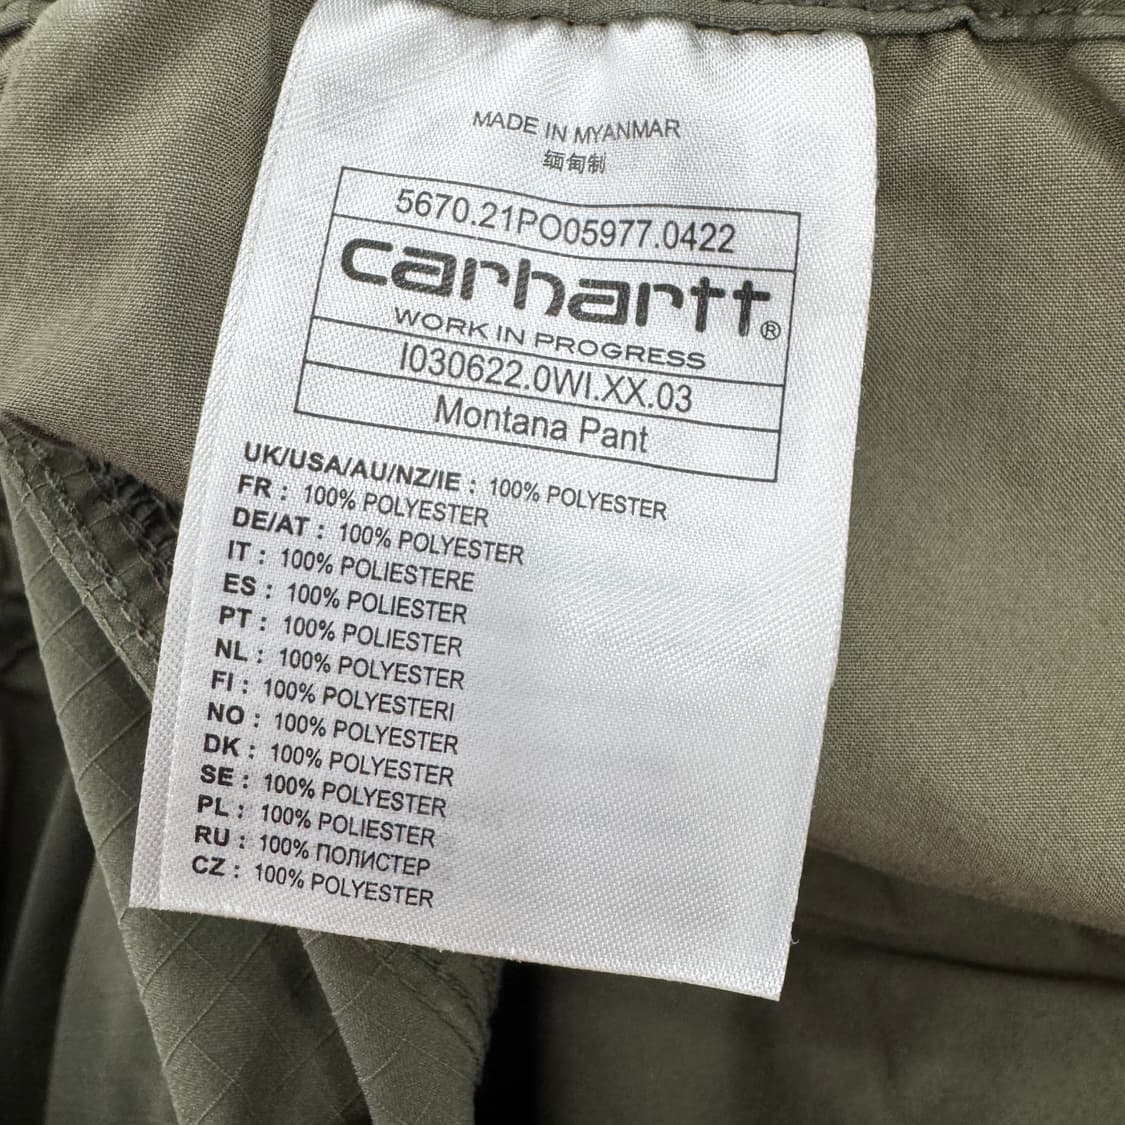 MADE IN MYANMAR
缅甸制
5670.21PO05977.0422
carhartt®
WORK IN PROGRESS
I030622.0WI.XX.03
Montana Pant
UK/USA/AU/NZ/IE : 100% POLYESTER
FR : 100% POLYESTER
DE/AT : 100% POLYESTER
IT : 100% POLIESTERE
ES : 100% POLIESTER
PT : 100% POLIESTER
NL : 100% POLYESTER
FI : 100% POLYESTERI
NO : 100% POLYESTER
DK : 100% POLYESTER
SE : 100% POLYESTER
PL : 100% POLIESTER
RU : 100% ПОЛИСТЕР
CZ : 100% POLYESTER